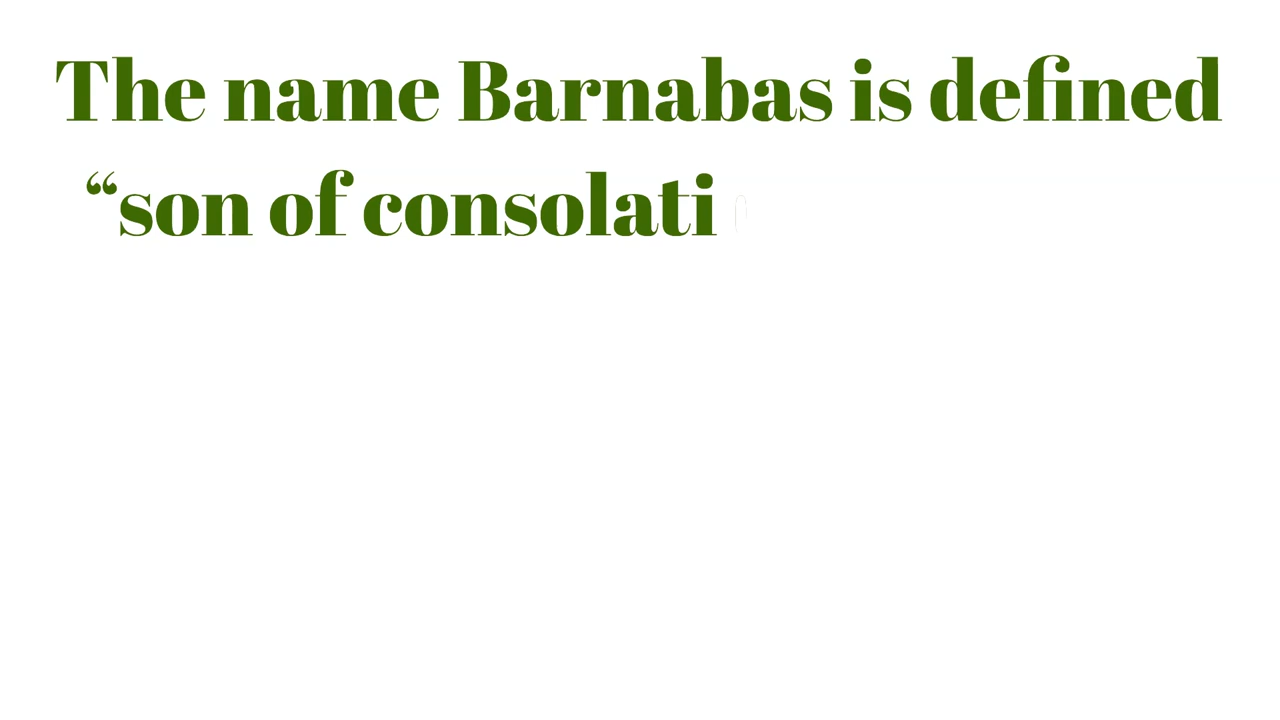 The name Barnabas is defined
“son of consolati